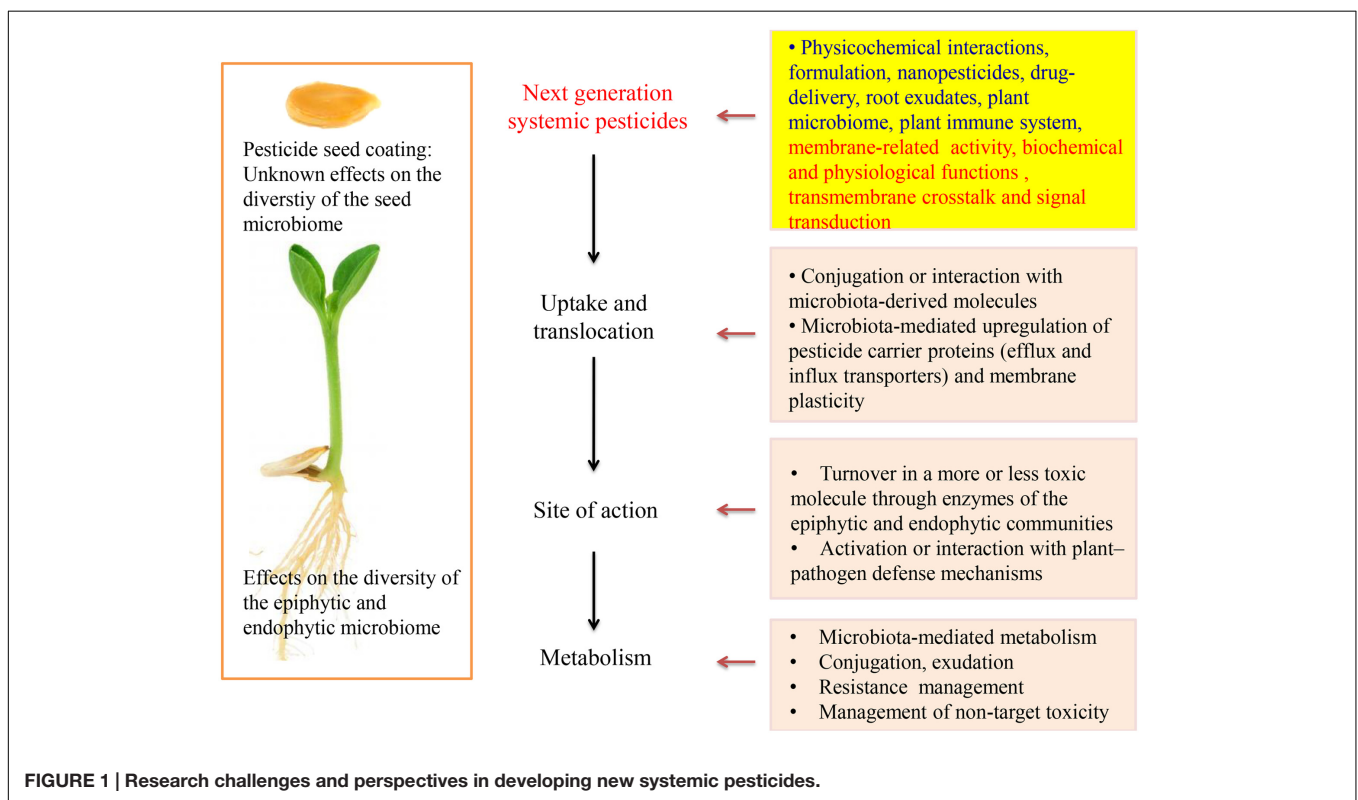 Pesticide seed coating:
Unknown effects on the
diverstiy of the seed
microbiome
Effects on the diversity of
the epiphytic and
endophytic microbiome
Next generation
systemic pesticides
Uptake and
translocation
Site of action
Metabolism
• Physicochemical interactions,
formulation, nanopesticides, drug-
delivery, root exudates, plant
microbiome, plant immune system,
membrane-related activity, biochemical
and physiological functions ,
transmembrane crosstalk and signal
transduction
• Conjugation or interaction with
microbiota-derived molecules
• Microbiota-mediated upregulation of
pesticide carrier proteins (efflux and
influx transporters) and membrane
plasticity
• Turnover in a more or less toxic
molecule through enzymes of the
epiphytic and endophytic communities
• Activation or interaction with plant–
pathogen defense mechanisms
• Microbiota-mediated metabolism
• Conjugation, exudation
• Resistance management
• Management of non-target toxicity
FIGURE 1 | Research challenges and perspectives in developing new systemic pesticides.